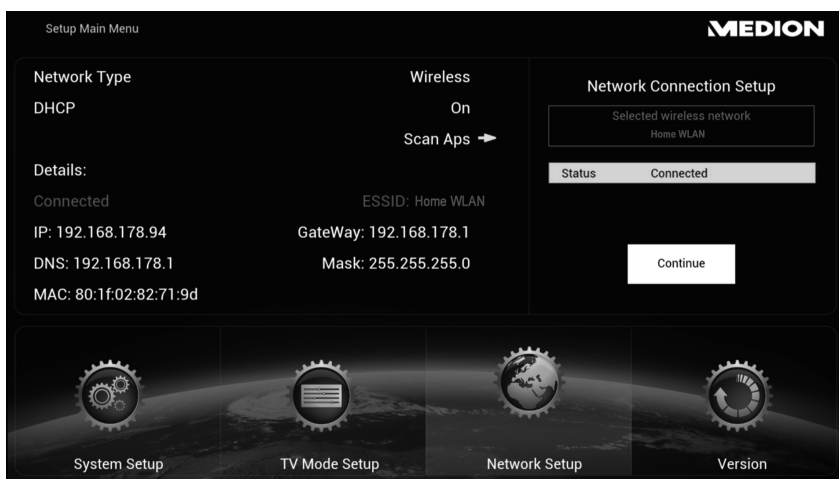 Setup Main Menu
MEDION
Network Type Wireless
DHCP On
Scan Aps
Details:
Connected ESSID: Home WLAN
IP: 192.168.178.94 GateWay: 192.168.178.1
DNS: 192.168.178.1 Mask: 255.255.255.0
MAC: 80:1f:02:82:71:9d
Network Connection Setup
Selected wireless network
Home WLAN
Status Connected
Continue
System Setup TV Mode Setup Network Setup Version